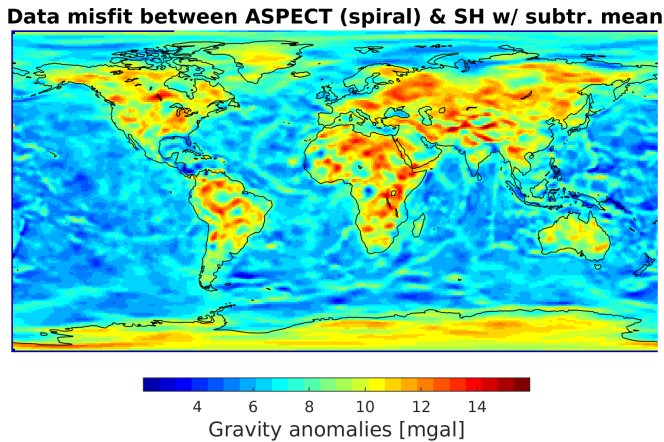 Data misfit between ASPECT (spiral) & SH w/ subtr. mean
4 6 8 10 12 14
Gravity anomalies [mgal]